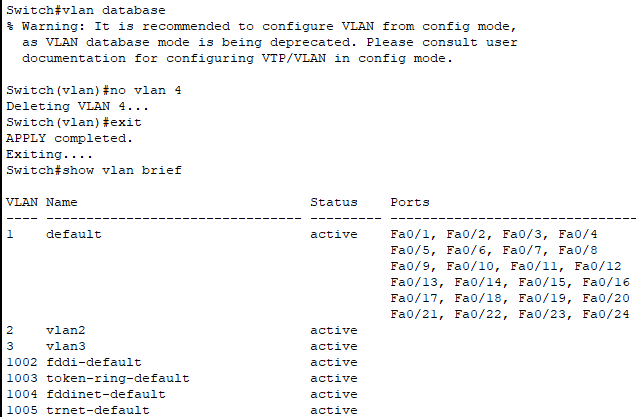 Switch#vlan database
% Warning: It is recommended to configure VLAN from config mode,
  as VLAN database mode is being deprecated. Please consult user
  documentation for configuring VTP/VLAN in config mode.

Switch(vlan)#no vlan 4
Deleting VLAN 4...
Switch(vlan)#exit
APPLY completed.
Exiting....
Switch#show vlan brief

VLAN Name                             Status    Ports
---- -------------------------------- --------- -------------------------------
1    default                          active    Fa0/1, Fa0/2, Fa0/3, Fa0/4
                                                Fa0/5, Fa0/6, Fa0/7, Fa0/8
                                                Fa0/9, Fa0/10, Fa0/11, Fa0/12
                                                Fa0/13, Fa0/14, Fa0/15, Fa0/16
                                                Fa0/17, Fa0/18, Fa0/19, Fa0/20
                                                Fa0/21, Fa0/22, Fa0/23, Fa0/24
2    vlan2                            active
3    vlan3                            active
1002 fddi-default                     active
1003 token-ring-default               active
1004 fddinet-default                  active
1005 trnet-default                    active